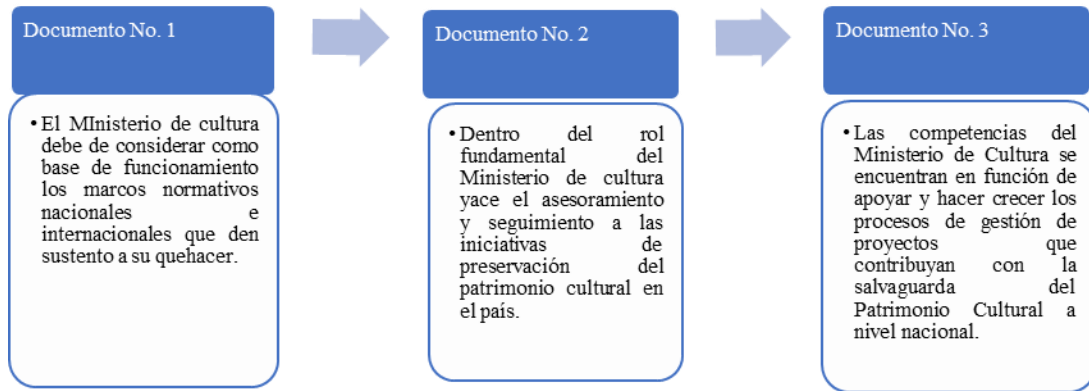 Documento No. 1
• El MInisterio de cultura
debe de considerar como
base de funcionamiento
los marcos normativos
nacionales e
internacionales que den
sustento a su quehacer.
Documento No. 2
• Dentro del rol
fundamental del
Ministerio de cultura
yace el asesoramiento
y seguimiento a las
iniciativas de
preservación del
patrimonio cultural en
el país.
Documento No. 3
• Las competencias del
Ministerio de Cultura se
encuentran en función de
apoyar y hacer crecer los
procesos de gestión de
proyectos que
contribuyan con la
salvaguarda del
Patrimonio Cultural a
nivel nacional.